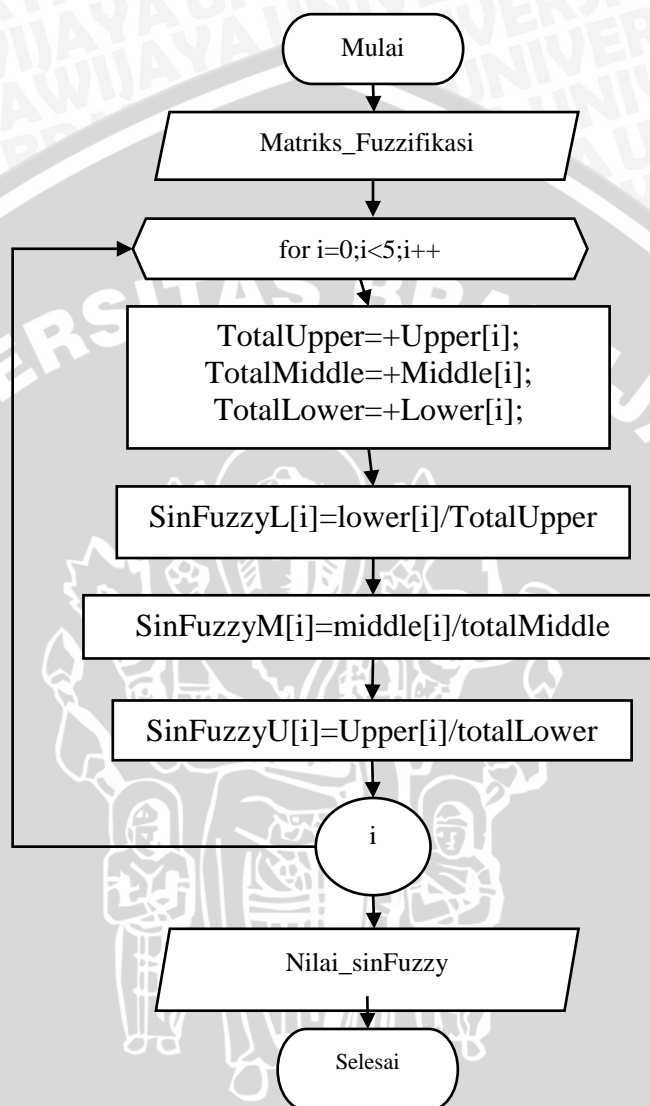 Mulai
Matriks_Fuzzifikasi
for i=0;i<5;i++
TotalUpper=+Upper[i];
TotalMiddle=+Middle[i];
TotalLower=+Lower[i];
SinFuzzyL[i]=lower[i]/TotalUpper
SinFuzzyM[i]=middle[i]/totalMiddle
SinFuzzyU[i]=Upper[i]/totalLower
i
Nilai_sinFuzzy
Selesai